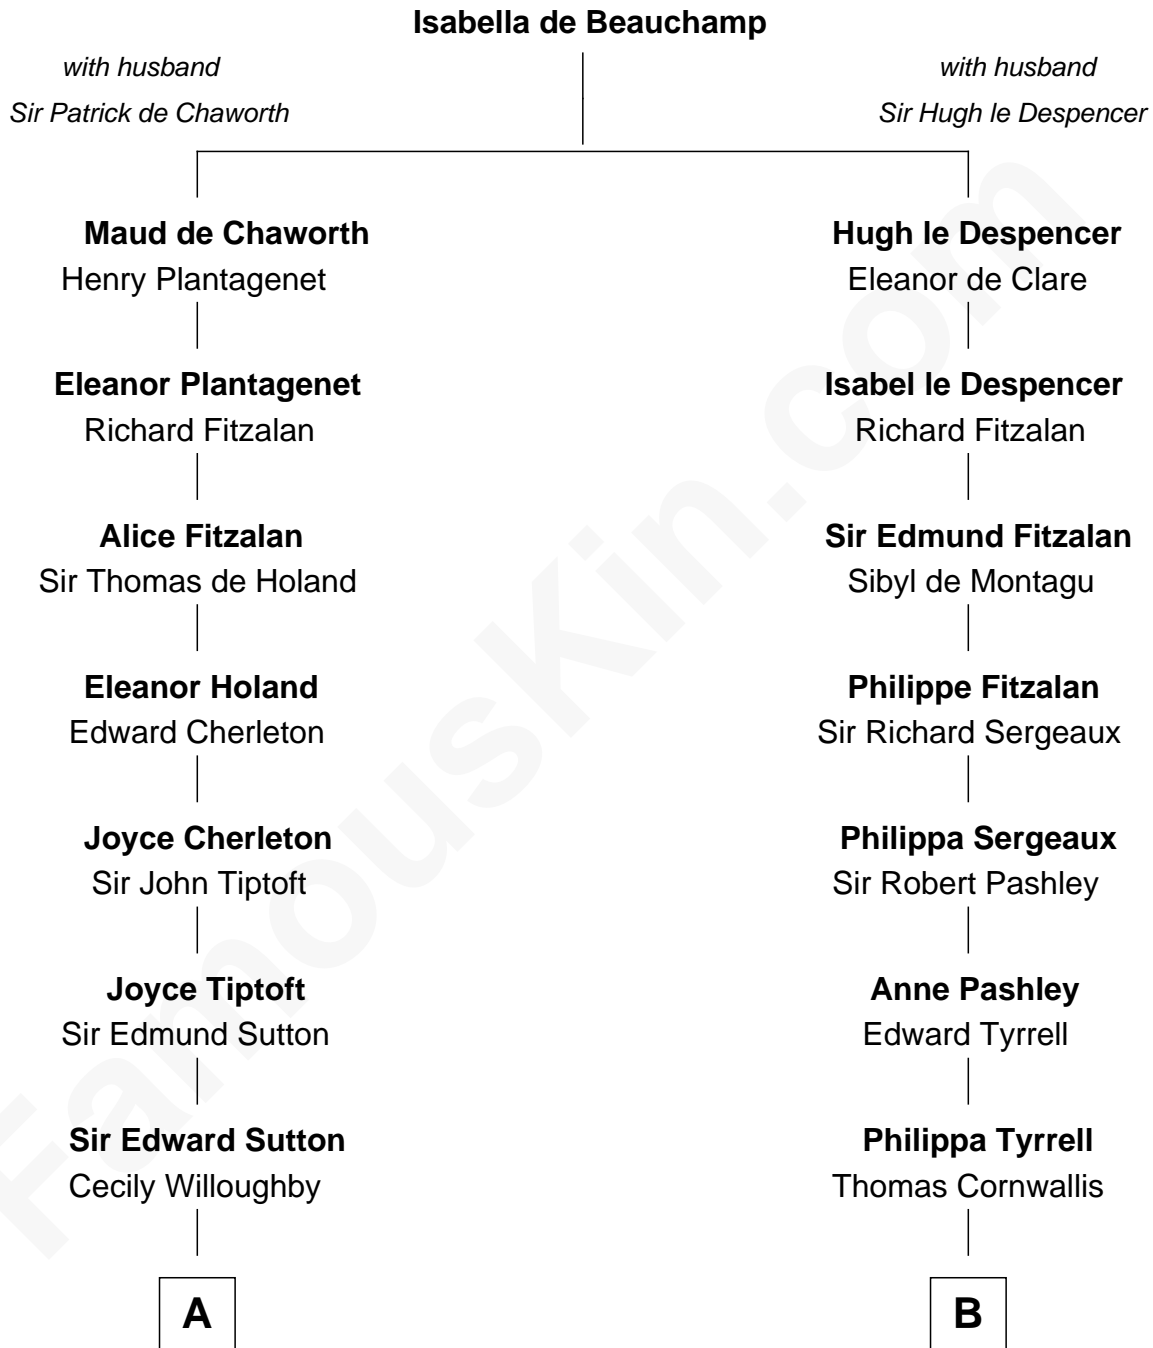 Isabella de Beauchamp
with husband
Sir Patrick de Chaworth
with husband
Sir Hugh le Despencer
Maud de Chaworth
Henry Plantagenet
Hugh le Despencer
Eleanor de Clare
Eleanor Plantagenet
Richard Fitzalan
Isabel le Despencer
Richard Fitzalan
Alice Fitzalan
Sir Thomas de Holand
Sir Edmund Fitzalan
Sibyl de Montagu
Eleanor Holand
Edward Cherleton
Philippe Fitzalan
Sir Richard Sergeaux
Joyce Cherleton
Sir John Tiptoft
Philippa Sergeaux
Sir Robert Pashley
Joyce Tiptoft
Sir Edmund Sutton
Anne Pashley
Edward Tyrrell
Sir Edward Sutton
Cecily Willoughby
Philippa Tyrrell
Thomas Cornwallis
A
B
FamousKin.com